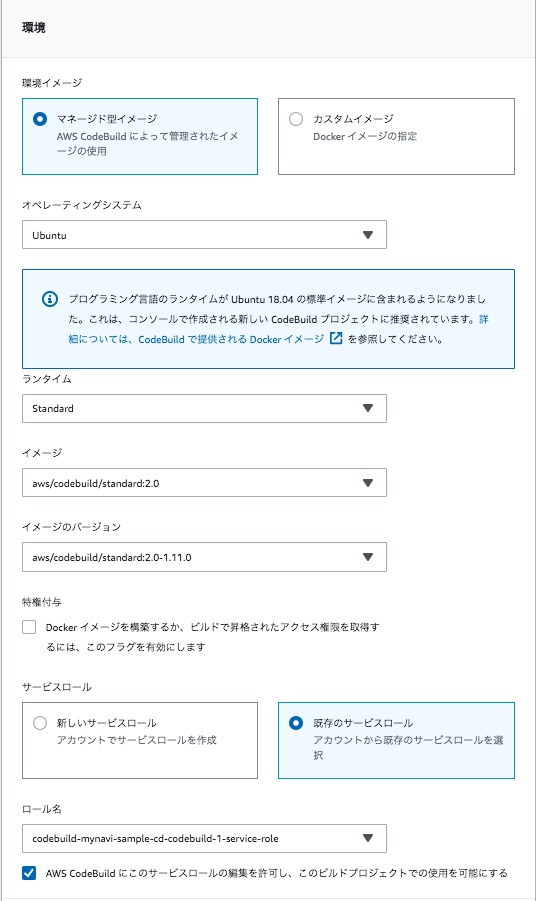 環境
環境イメージ
マネージド型イメージ
AWS CodeBuild によって管理されたイメ
ージの使用
カスタムイメージ
Docker イメージの指定
オペレーティングシステム
Ubuntu
プログラミング言語のランタイムが Ubuntu 18.04 の標準イメージに含まれるようになりまし
た。これは、コンソールで作成される新しい CodeBuild プロジェクトに推奨されています。詳
細については、CodeBuild で提供される Docker イメージ を参照してください。
ランタイム
Standard
イメージ
aws/codebuild/standard:2.0
イメージのバージョン
aws/codebuild/standard:2.0-1.11.0
特権付与
Docker イメージを構築するか、ビルドで昇格されたアクセス権限を取得す
るには、このフラグを有効にします
サービスロール
新しいサービスロール
アカウントでサービスロールを作成
既存のサービスロール
アカウントから既存のサービスロールを選
択
ロール名
codebuild-mynavi-sample-cd-codebuild-1-service-role
AWS CodeBuild にこのサービスロールの編集を許可し、このビルドプロジェクトでの使用を可能にする